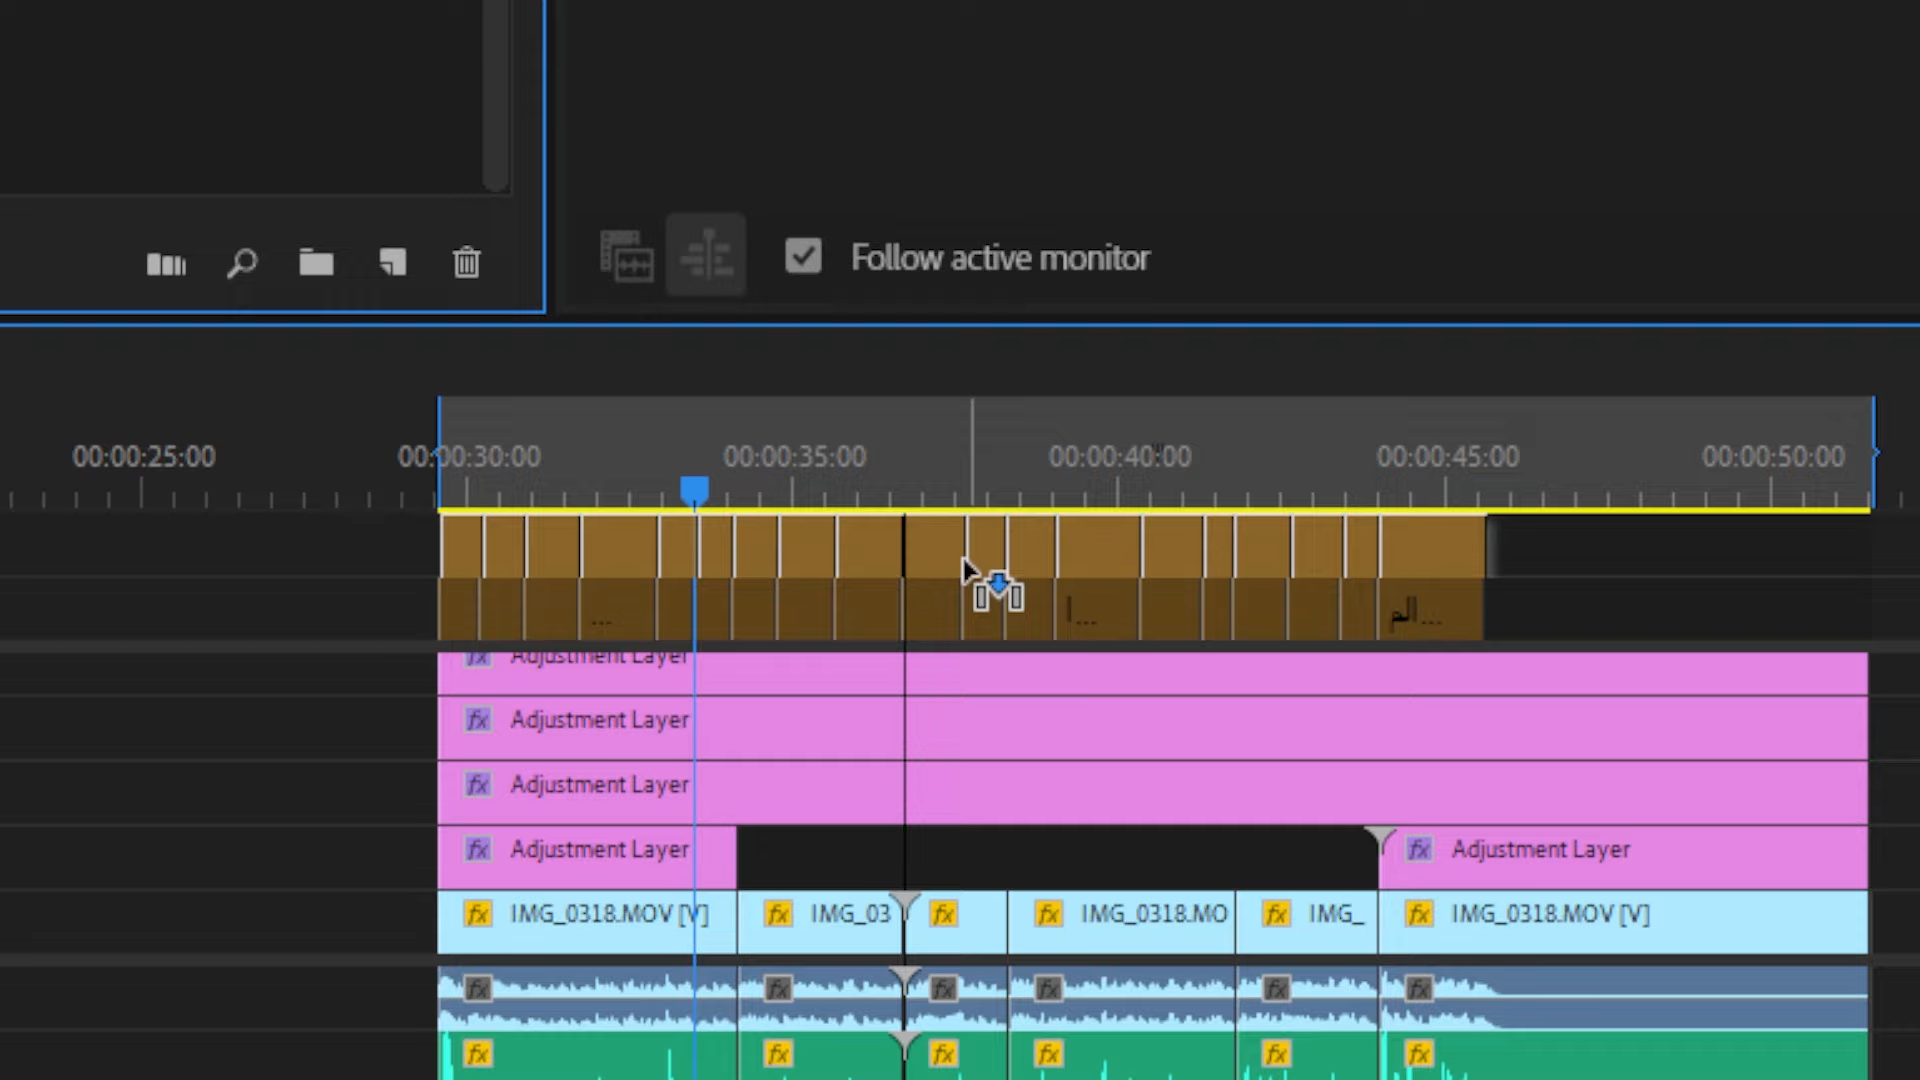 Follow active monitor
00:00:25:00 00:00:30:00 00:00:35:00 00:00:40:00 00:00:45:00 00:00:50:00
... ... ...
fx Adjustment Layer
fx Adjustment Layer
fx Adjustment Layer
fx Adjustment Layer fx Adjustment Layer
fx IMG_0318.MOV [V] fx IMG_03 fx fx IMG_0318.MO fx IMG_ fx IMG_0318.MOV [V]
fx fx fx fx fx fx
fx fx fx fx fx fx